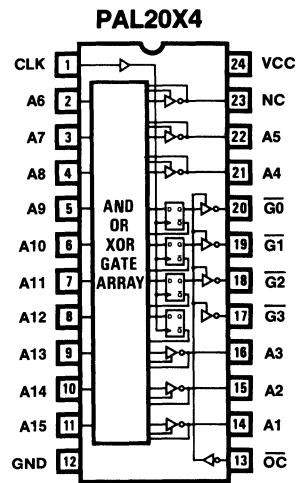 PAL20X4
CLK 1 24 VCC
A6 2 23 NC
A7 3 22 A5
A8 4 21 A4
A9 5 20 G0
A10 6 19 G1
A11 7 18 G2
A12 8 17 G3
A13 9 16 A3
A14 10 15 A2
A15 11 14 A1
GND 12 13 OC
AND
OR
XOR
GATE
ARRAY